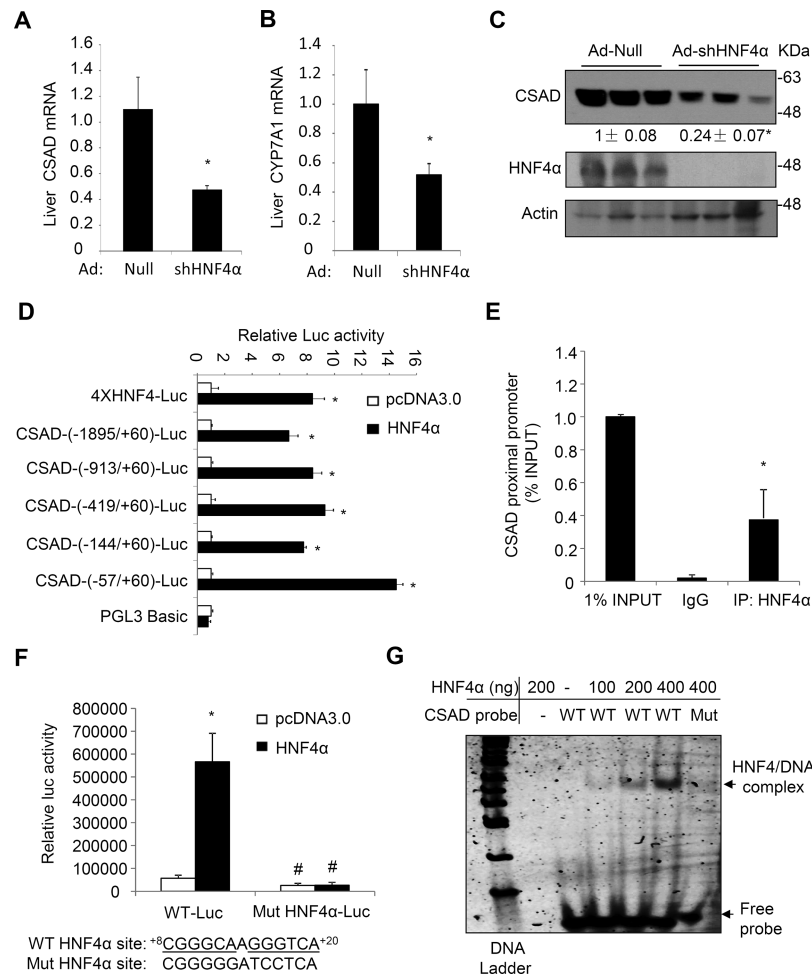 A
Liver CSAD mRNA
1.6
1.4
1.2
1.0
0.8
0.6
0.4
0.2
0
*
Ad: Null shHNF4α
B
Liver CYP7A1 mRNA
1.4
1.2
1.0
0.8
0.6
0.4
0.2
0
*
Ad: Null shHNF4α
C
Ad-Null Ad-shHNF4α KDa
CSAD
-63
-48
1± 0.08 0.24± 0.07*
HNF4α
-48
Actin
D
Relative Luc activity
0 2 4 6 8 10 12 14 16
pcDNA3.0
HNF4α
4XHNF4-Luc *
CSAD-(-1895/+60)-Luc *
CSAD-(-913/+60)-Luc *
CSAD-(-419/+60)-Luc *
CSAD-(-144/+60)-Luc *
CSAD-(-57/+60)-Luc *
PGL3 Basic
E
CSAD proximal promoter
(% INPUT)
1.4
1.2
1.0
0.8
0.6
0.4
0.2
0
*
1% INPUT IgG IP: HNF4α
F
Relative luc activity
800000
700000
600000
500000
400000
300000
200000
100000
0
*
pcDNA3.0
HNF4α
# #
WT-Luc Mut HNF4α-Luc
WT HNF4α site: +8CGGGCAAGGGTCA+20
Mut HNF4α site: CGGGGGATCCTCA
G
HNF4α (ng) 200 - 100 200 400 400
CSAD probe - WT WT WT WT Mut
HNF4/DNA
complex
Free
probe
DNA
Ladder